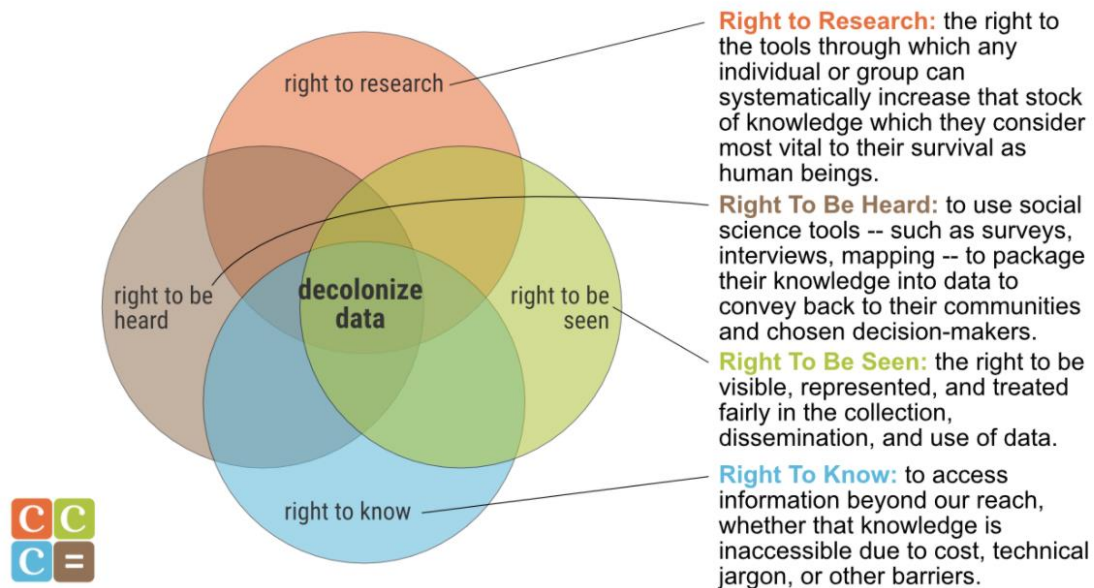 right to research
right to be
heard
decolonize
data
right to be
seen
right to know
Right to Research: the right to
the tools through which any
individual or group can
systematically increase that stock
of knowledge which they consider
most vital to their survival as
human beings.
Right To Be Heard: to use social
science tools -- such as surveys,
interviews, mapping -- to package
their knowledge into data to
convey back to their communities
and chosen decision-makers.
Right To Be Seen: the right to be
visible, represented, and treated
fairly in the collection,
dissemination, and use of data.
Right To Know: to access
information beyond our reach,
whether that knowledge is
inaccessible due to cost, technical
jargon, or other barriers.
C C
C =